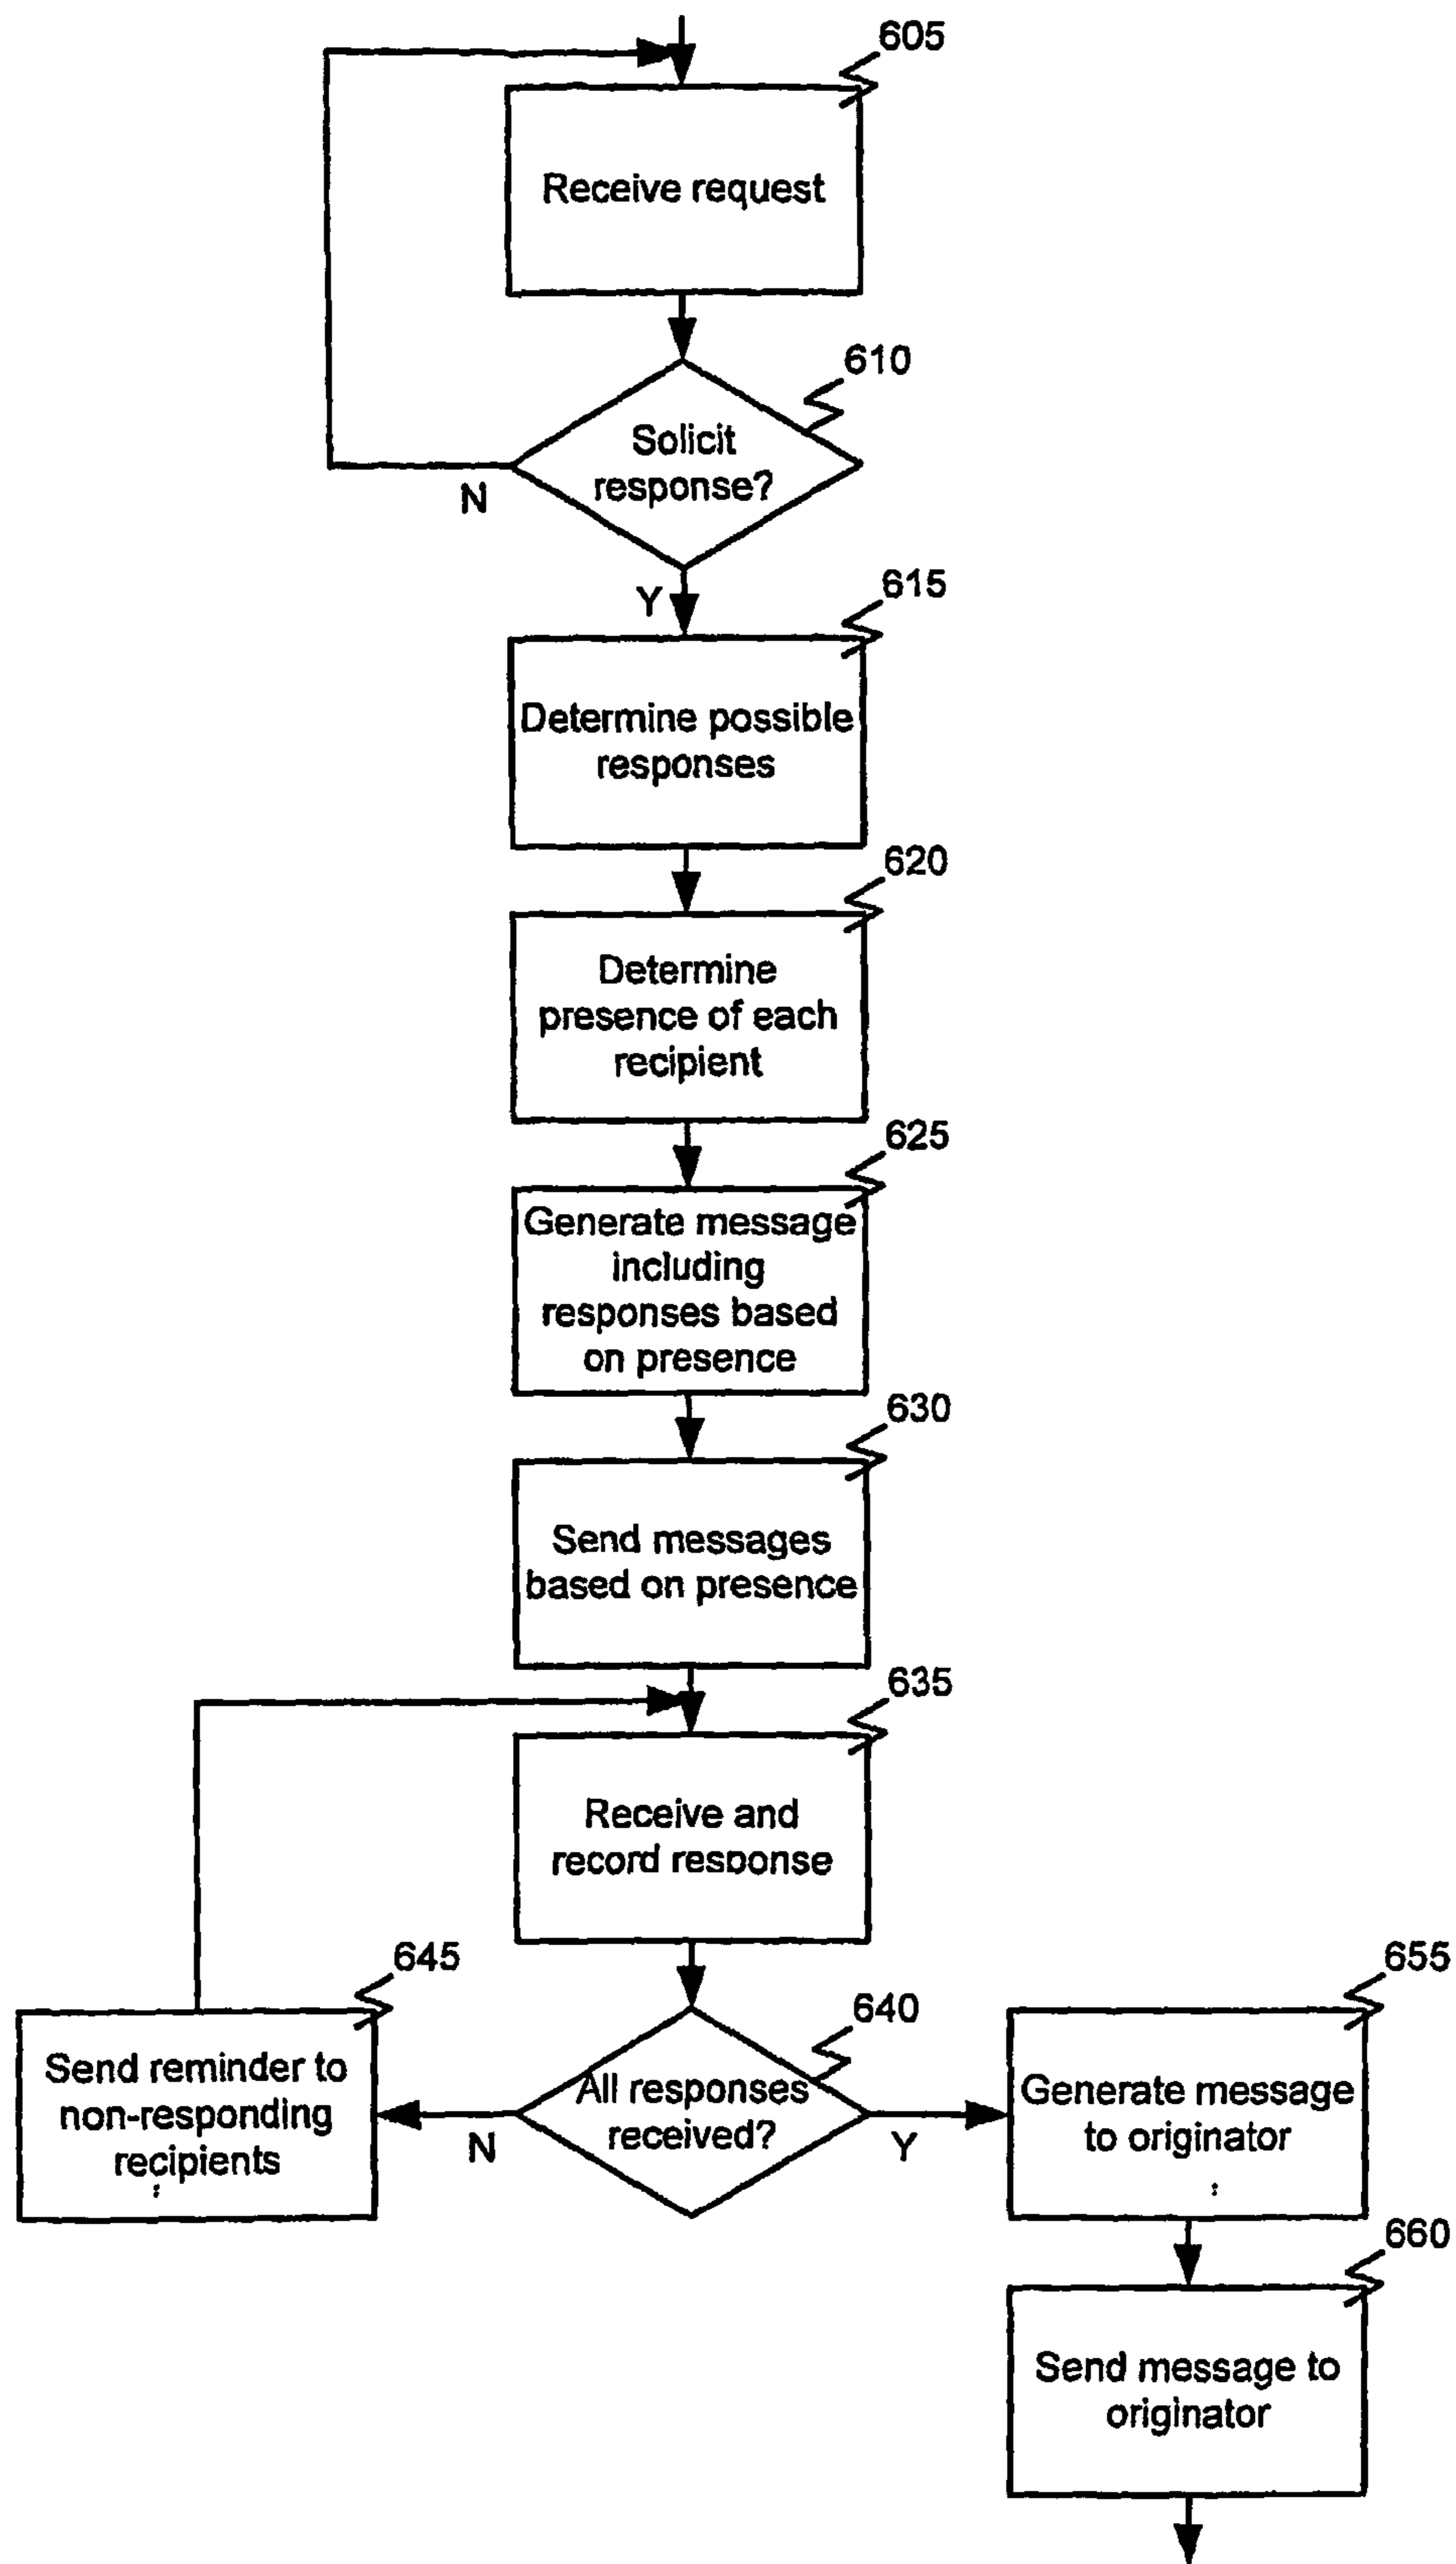 605
Receive request
610
Solicit
response?
N
Y
615
Determine possible
responses
620
Determine
presence of each
recipient
625
Generate message
including
responses based
on presence
630
Send messages
based on presence
635
Receive and
record response
645
Send reminder to
non-responding
recipients
640
All responses
received?
N
Y
655
Generate message
to originator
660
Send message to
originator